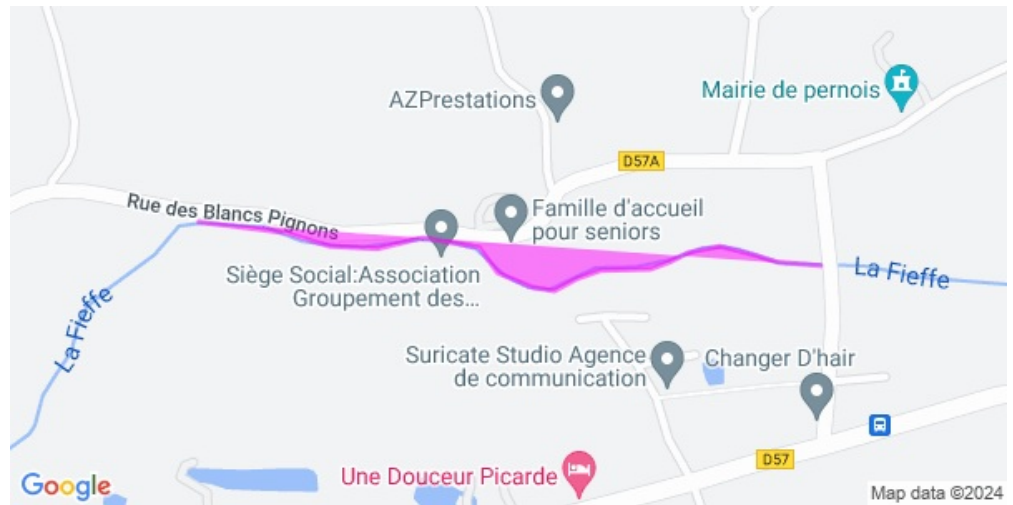 AZPrestations
Mairie de pernois
D57A
Rue des Blancs Pignons
Famille d'accueil
pour seniors
Siège Social:Association
Groupement des...
La Fieffe
La Fieffe
Suricate Studio Agence
de communication
Changer D'hair
D57
Une Douceur Picarde
Google
Map data ©2024